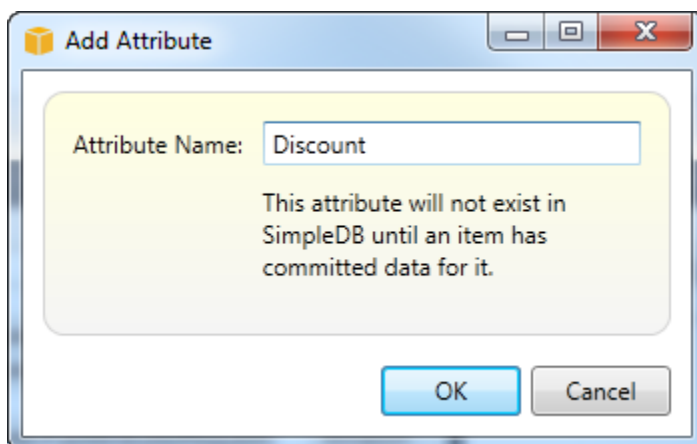 Add Attribute
Attribute Name: Discount
This attribute will not exist in
SimpleDB until an item has
committed data for it.
OK Cancel